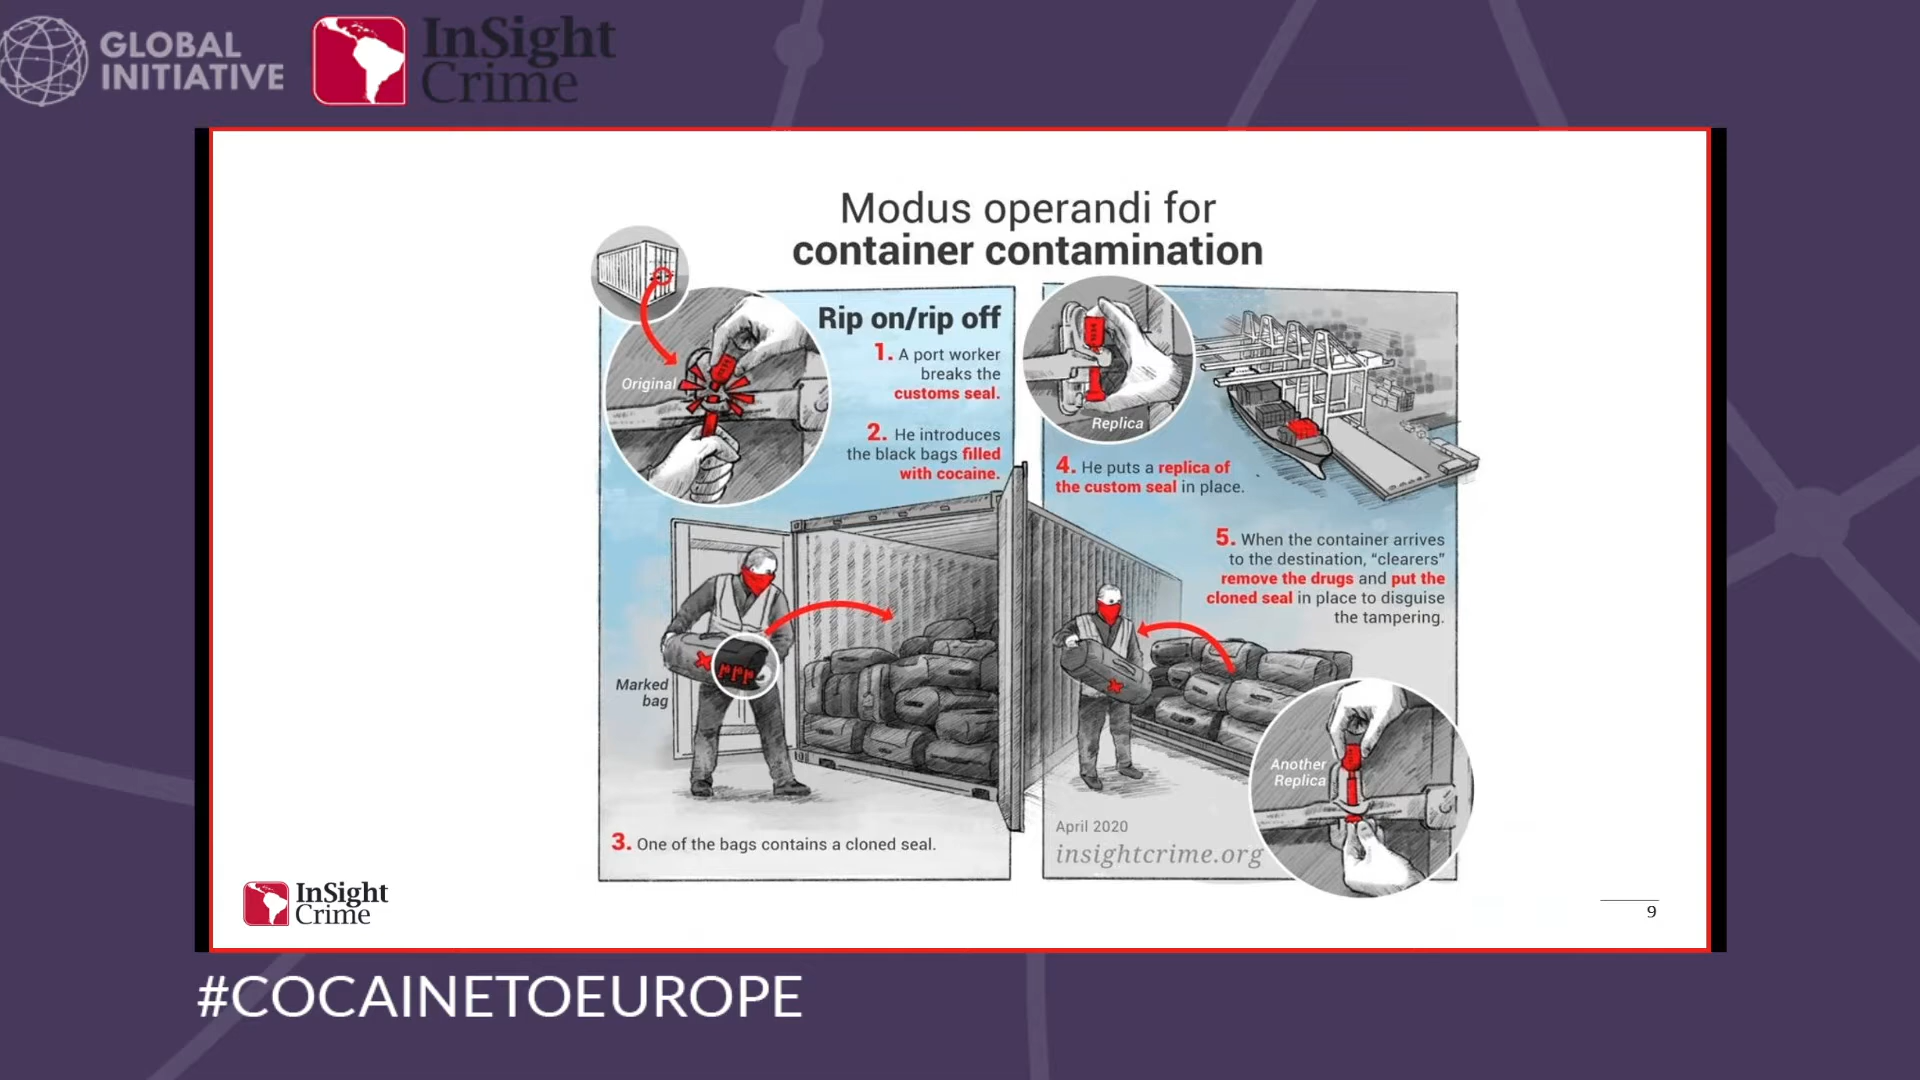 GLOBAL
INITIATIVE
InSight
Crime
Modus operandi for
container contamination
Rip on/rip off
1. A port worker
breaks the
customs seal.
Original
2. He introduces
the black bags filled
with cocaine.
Marked
bag
3. One of the bags contains a cloned seal.
Replica
4. He puts a replica of
the custom seal in place.
5. When the container arrives
to the destination, “clearers”
remove the drugs and put the
cloned seal in place to disguise
the tampering.
Another
Replica
April 2020
insightcrime.org
InSight
Crime
9
#COCAINETOEUROPE